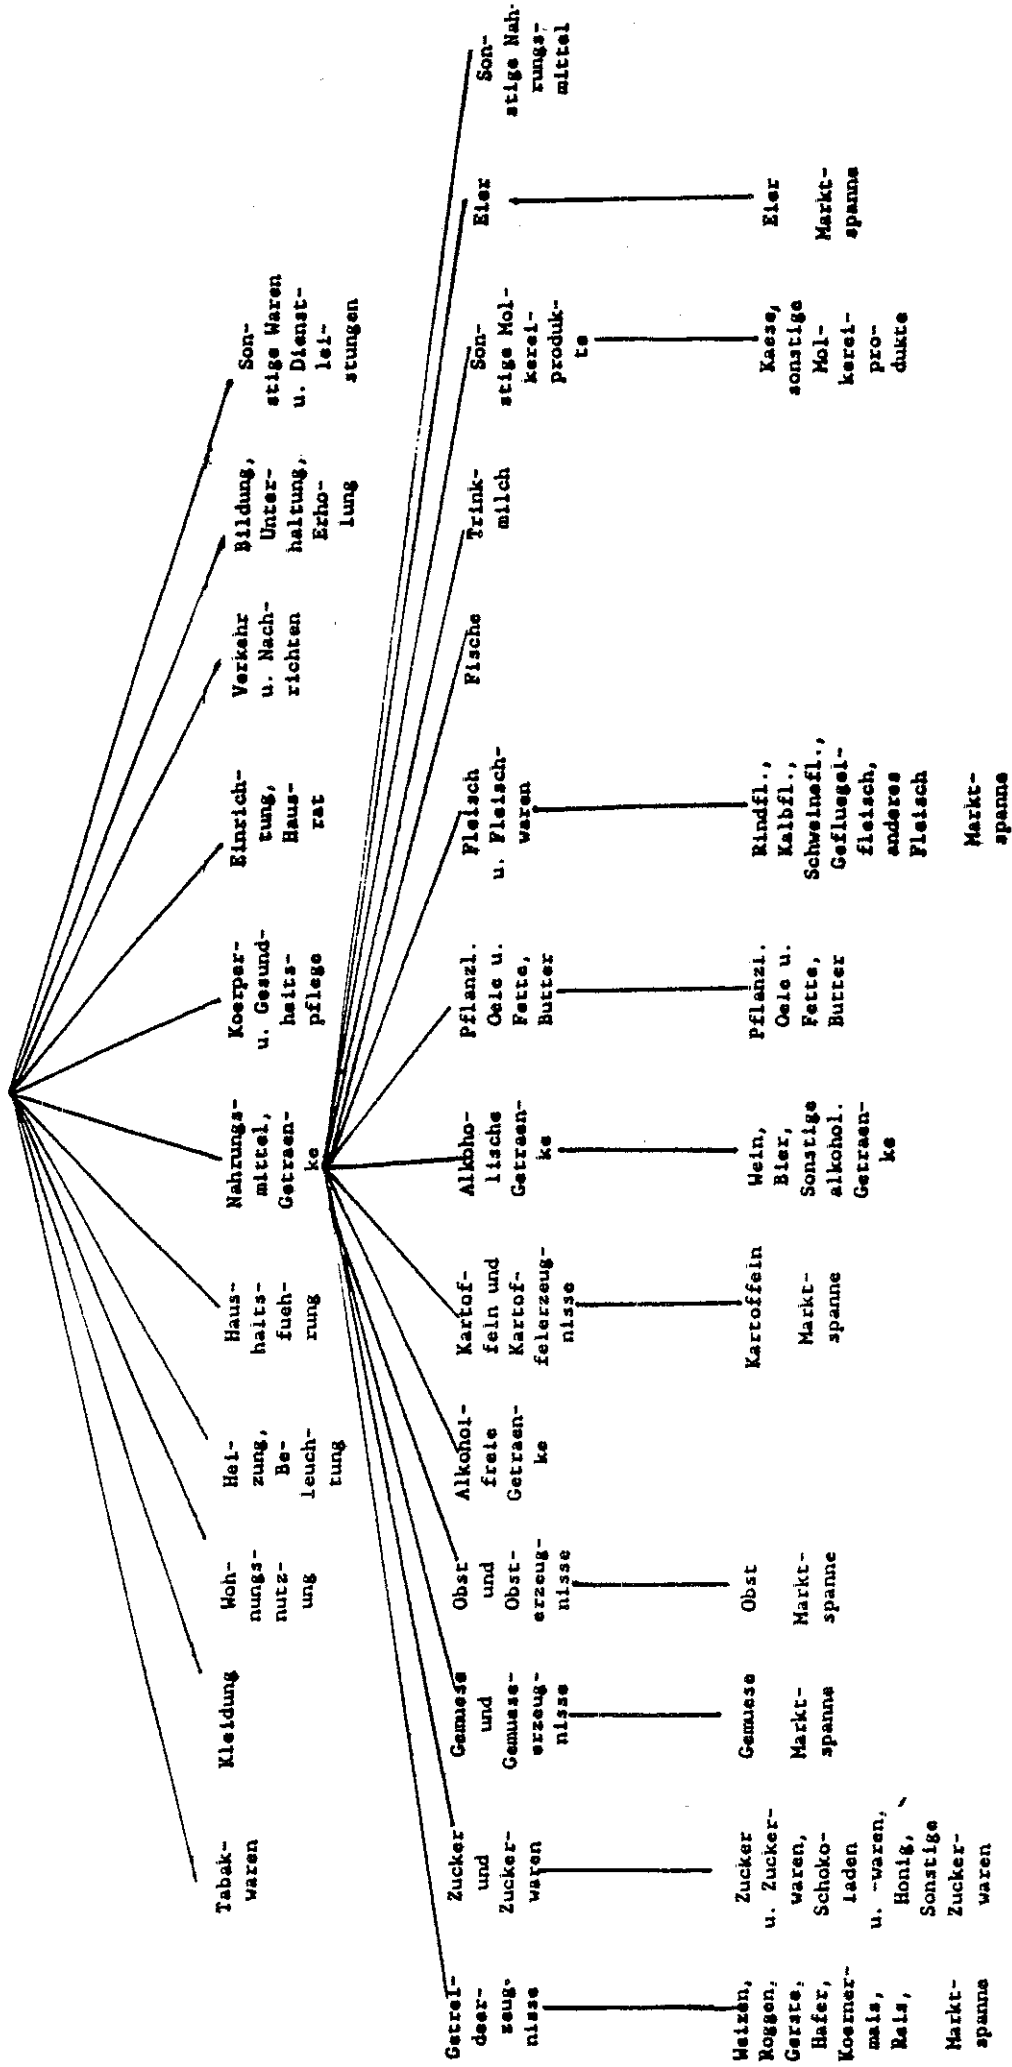 Tabak-
waren
Kleidung
Woh-
nungs-
nutz-
ung
Hei-
zung,
Be-
leuch-
tung
Haus-
halts-
fueh-
rung
Nahrungs-
mittel,
Getraen-
ke
Koerper-
u. Gesund-
heits-
pflege
Einrich-
tung,
Haus-
rat
Verkehr
u. Nach-
richten
Bildung,
Unter-
haltung,
Erho-
lung
Son-
stige Waren
u. Dienst-
lei-
stungen
Getrei-
deer-
zeug-
nisse
Zucker
und
Zucker-
waren
Gemuese
und
Gemuese-
erzeug-
nisse
Obst
und
Obst-
erzeug-
nisse
Alkohol-
freie
Getraen-
ke
Kartof-
feln und
Kartof-
felerzeug-
nisse
Alkoho-
lische
Getraen-
ke
Pflanzl.
Oele u.
Fette,
Butter
Fleisch
u. Fleisch-
waren
Fische
Trink-
milch
Son-
stige Mol-
kerei-
produk-
te
Eier
Son-
stige Nah-
rungs-
mittel
Weizen,
Roggen,
Gerste,
Hafer,
Koerner-
mais,
Reis,
Markt-
spanne
Zucker
u. Zucker-
waren,
Schoko-
laden
u. -waren,
Honig,
Sonstige
Zucker-
waren
Gemuese
Markt-
spanne
Obst
Markt-
spanne
Kartoffeln
Markt-
spanne
Wein,
Bier,
Sonstige
alkohol.
Getraen-
ke
Pflanzl.
Oele u.
Fette,
Butter
Rindfl.,
Kalbfl.,
Schweinefl.,
Gefluegel-
fleisch,
anderes
Fleisch
Markt-
spanne
Kaese,
sonstige
Mol-
kerei-
pro-
dukte
Eier
Markt-
spanne